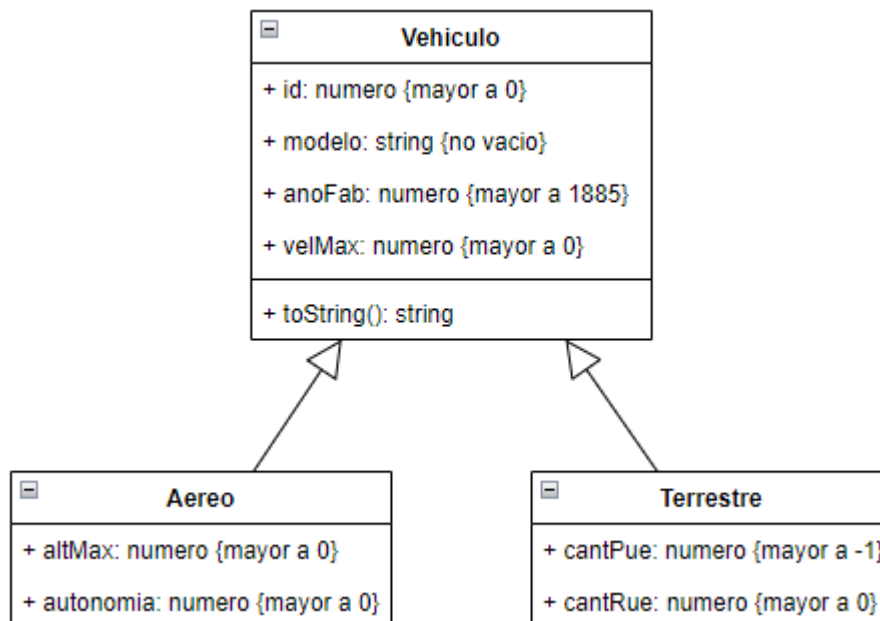 Vehiculo
+ id: numero {mayor a 0}
+ modelo: string {no vacio}
+ anoFab: numero {mayor a 1885}
+ velMax: numero {mayor a 0}
+ toString(): string
Aereo
+ altMax: numero {mayor a 0}
+ autonomia: numero {mayor a 0}
Terrestre
+ cantPue: numero {mayor a -1}
+ cantRue: numero {mayor a 0}